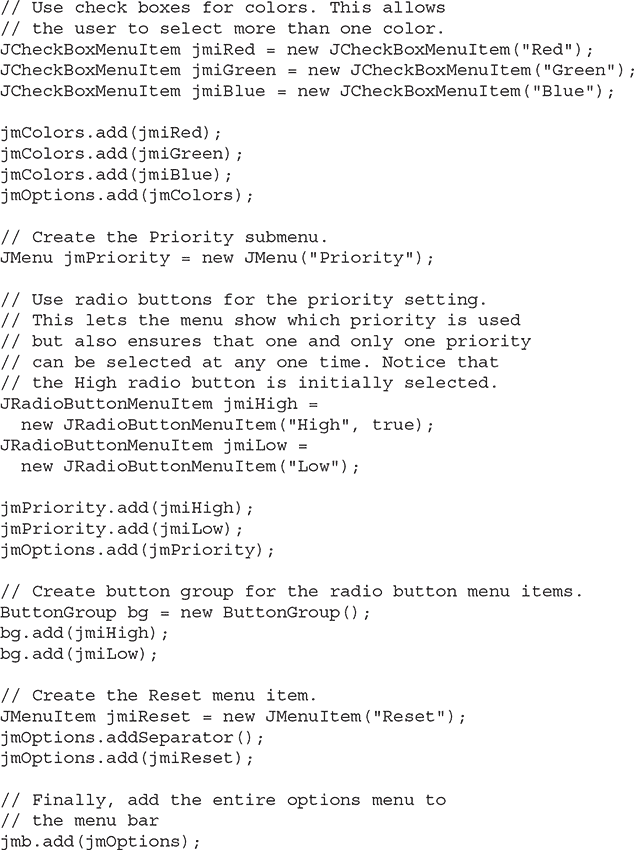 // Use check boxes for colors. This allows
// the user to select more than one color.
JCheckBoxMenuItem jmiRed = new JCheckBoxMenuItem("Red");
JCheckBoxMenuItem jmiGreen = new JCheckBoxMenuItem("Green");
JCheckBoxMenuItem jmiBlue = new JCheckBoxMenuItem("Blue");

jmColors.add(jmiRed);
jmColors.add(jmiGreen);
jmColors.add(jmiBlue);
jmOptions.add(jmColors);

// Create the Priority submenu.
JMenu jmPriority = new JMenu("Priority");

// Use radio buttons for the priority setting.
// This lets the menu show which priority is used
// but also ensures that one and only one priority
// can be selected at any one time. Notice that
// the High radio button is initially selected.
JRadioButtonMenuItem jmiHigh =
  new JRadioButtonMenuItem("High", true);
JRadioButtonMenuItem jmiLow =
  new JRadioButtonMenuItem("Low");

jmPriority.add(jmiHigh);
jmPriority.add(jmiLow);
jmOptions.add(jmPriority);

// Create button group for the radio button menu items.
ButtonGroup bg = new ButtonGroup();
bg.add(jmiHigh);
bg.add(jmiLow);

// Create the Reset menu item.
JMenuItem jmiReset = new JMenuItem("Reset");
jmOptions.addSeparator();
jmOptions.add(jmiReset);

// Finally, add the entire options menu to
// the menu bar
jmb.add(jmOptions);